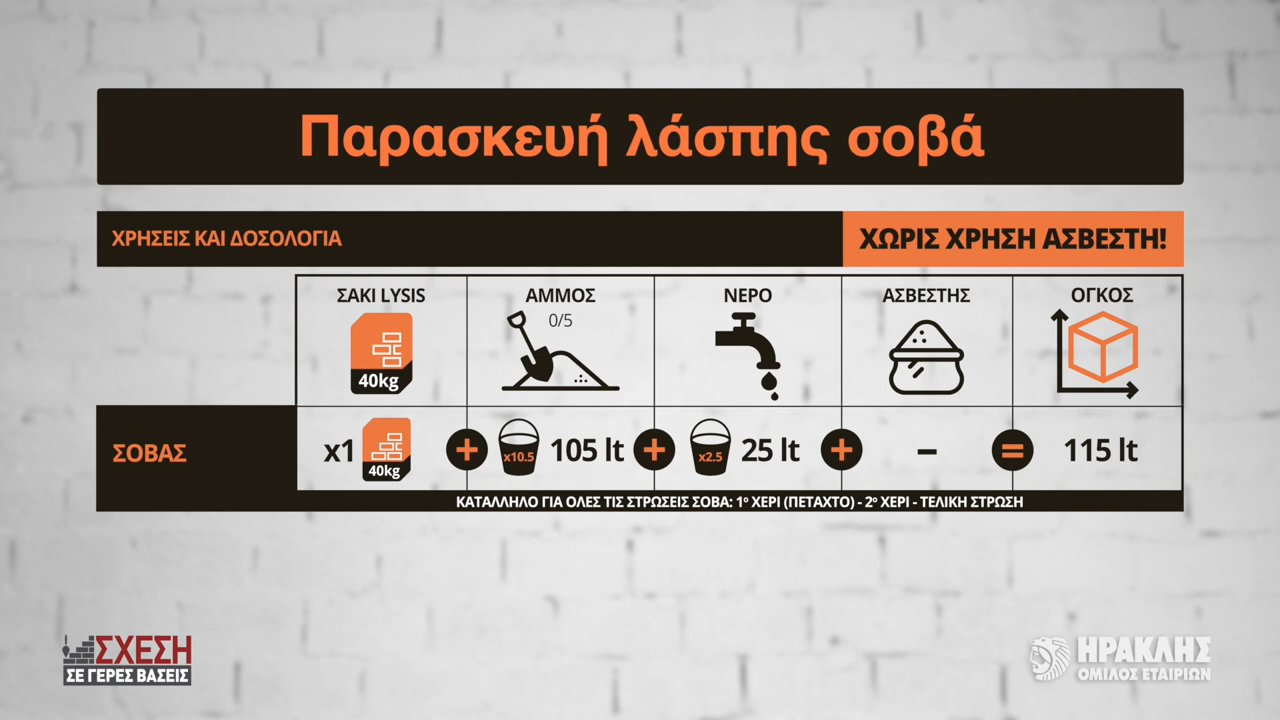 Παρασκευή λάσπης σοβά
ΧΡΗΣΕΙΣ ΚΑΙ ΔΟΣΟΛΟΓΙΑ
ΧΩΡΙΣ ΧΡΗΣΗ ΑΣΒΕΣΤΗ!
ΣΑΚΙ LYSIS
ΑΜΜΟΣ
ΝΕΡΟ
ΑΣΒΕΣΤΗΣ
ΟΓΚΟΣ
0/5
40kg
ΣΟΒΑΣ
x1
40kg
+
x10.5
105 lt
+
x2.5
25 lt
+
–
=
115 lt
ΚΑΤΑΛΛΗΛΟ ΓΙΑ ΟΛΕΣ ΤΙΣ ΣΤΡΩΣΕΙΣ ΣΟΒΑ: 1ο ΧΕΡΙ (ΠΕΤΑΧΤΟ) - 2ο ΧΕΡΙ - ΤΕΛΙΚΗ ΣΤΡΩΣΗ
ΣΧΕΣΗ
ΣΕ ΓΕΡΕΣ ΒΑΣΕΙΣ
ΗΡΑΚΛΗΣ
ΟΜΙΛΟΣ ΕΤΑΙΡΙΩΝ